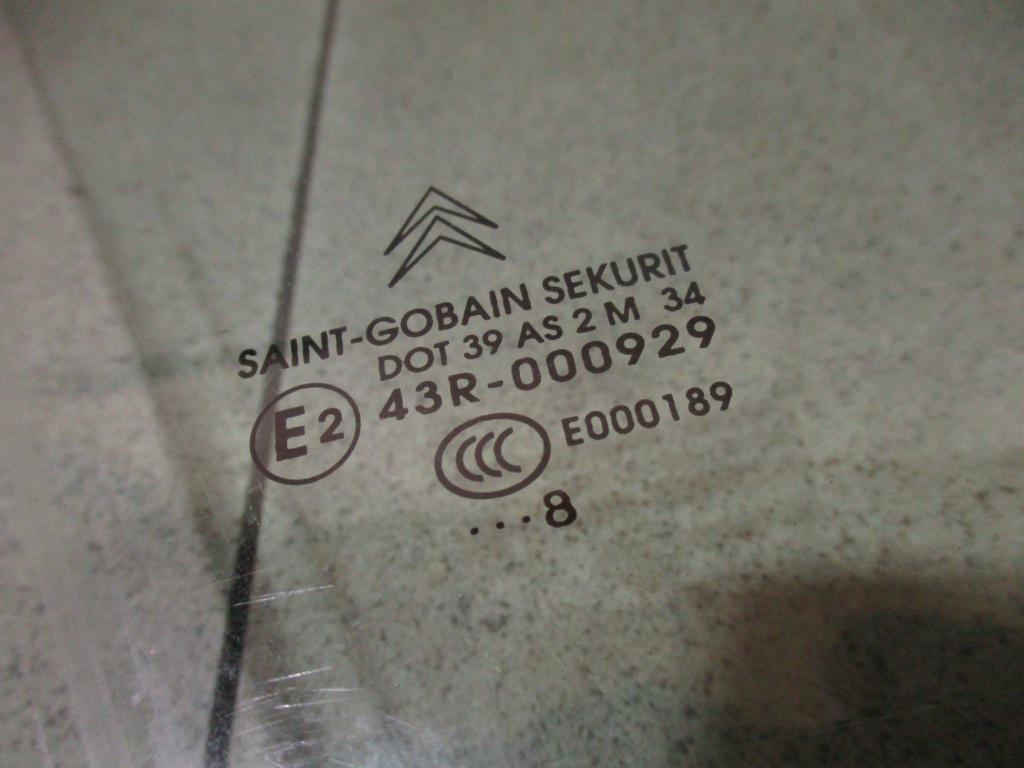 SAINT-GOBAIN SEKURIT
DOT 39 AS 2 M 34
E2 43R-000929
CCC E000189
...8